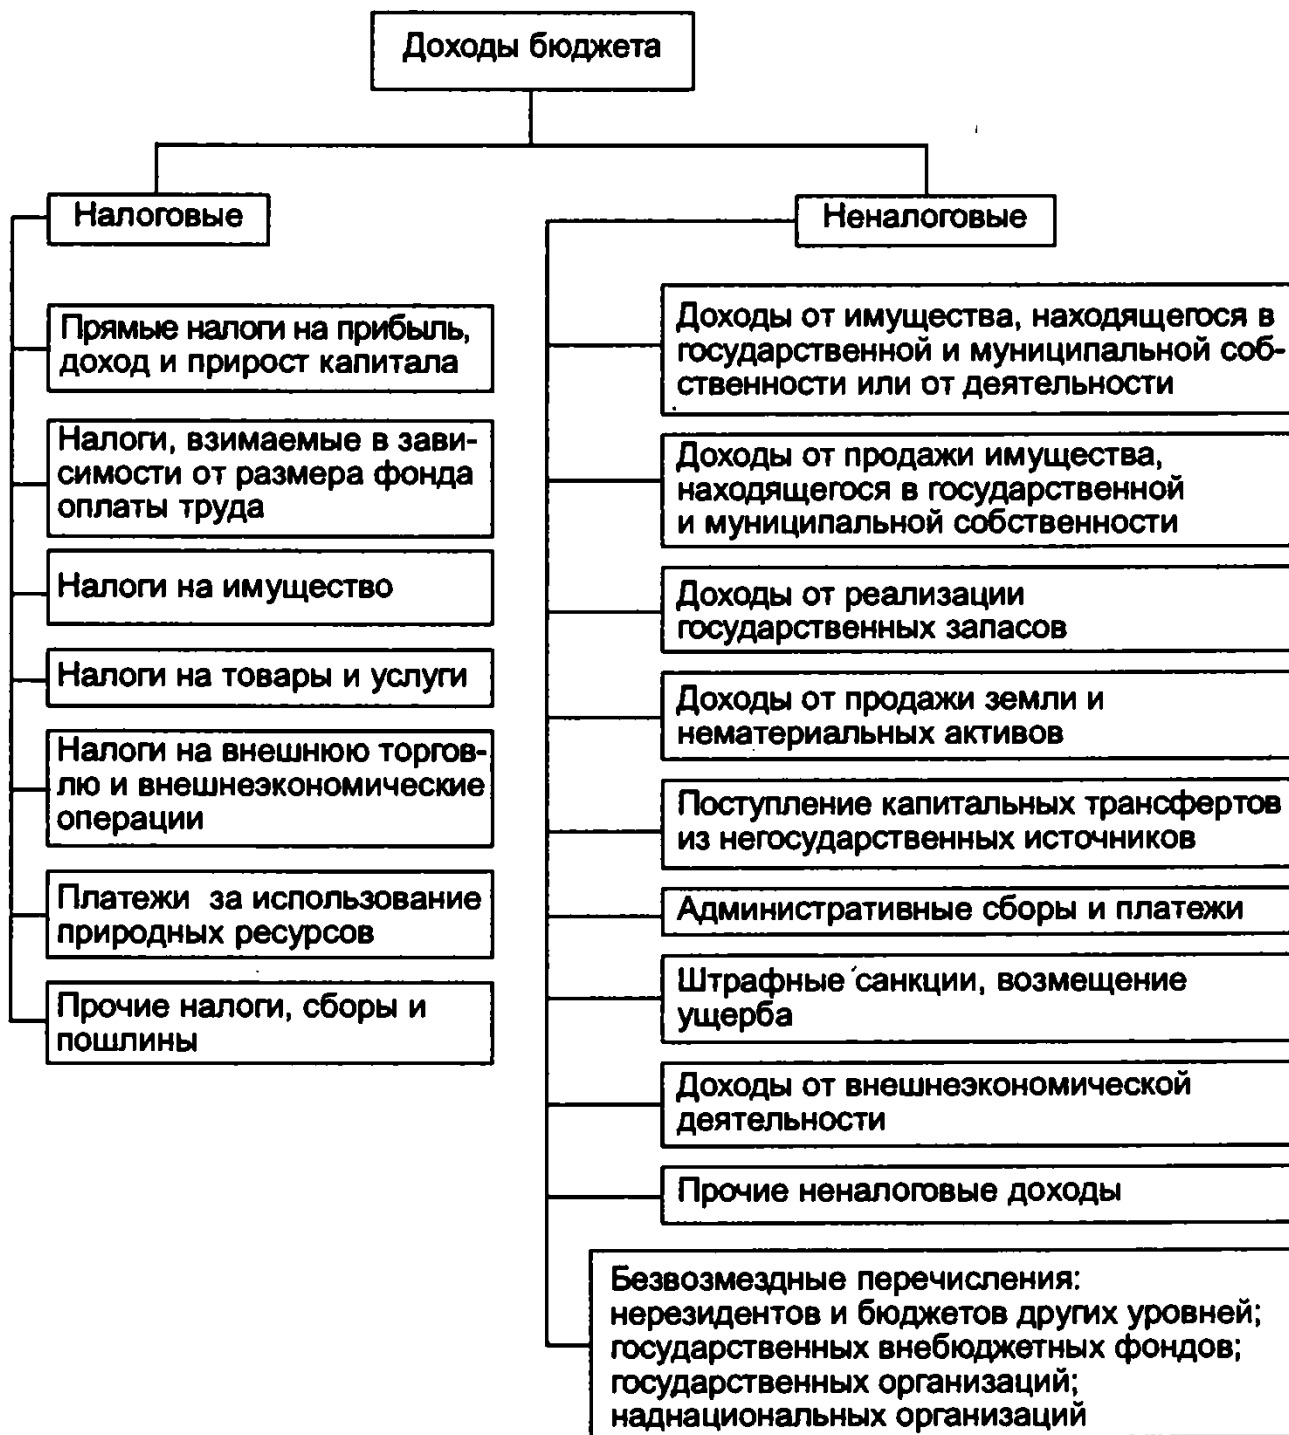 Доходы бюджета
Налоговые
Прямые налоги на прибыль,
доход и прирост капитала
Налоги, взимаемые в зави-
симости от размера фонда
оплаты труда
Налоги на имущество
Налоги на товары и услуги
Налоги на внешнюю торгов-
лю и внешнеэкономические
операции
Платежи за использование
природных ресурсов
Прочие налоги, сборы и
пошлины
Неналоговые
Доходы от имущества, находящегося в
государственной и муниципальной соб-
ственности или от деятельности
Доходы от продажи имущества,
находящегося в государственной
и муниципальной собственности
Доходы от реализации
государственных запасов
Доходы от продажи земли и
нематериальных активов
Поступление капитальных трансфертов
из негосударственных источников
Административные сборы и платежи
Штрафные санкции, возмещение
ущерба
Доходы от внешнеэкономической
деятельности
Прочие неналоговые доходы
Безвозмездные перечисления:
нерезидентов и бюджетов других уровней;
государственных внебюджетных фондов;
государственных организаций;
наднациональных организаций